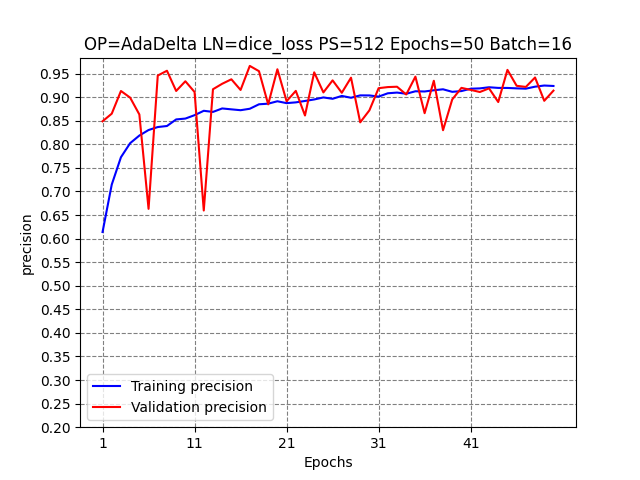 OP=AdaDelta LN=dice_loss PS=512 Epochs=50 Batch=16
0.95
0.90
0.85
0.80
0.75
0.70
0.65
0.60
0.55
0.50
0.45
0.40
0.35
0.30
0.25
0.20
precision
Training precision
Validation precision
1 11 21 31 41
Epochs